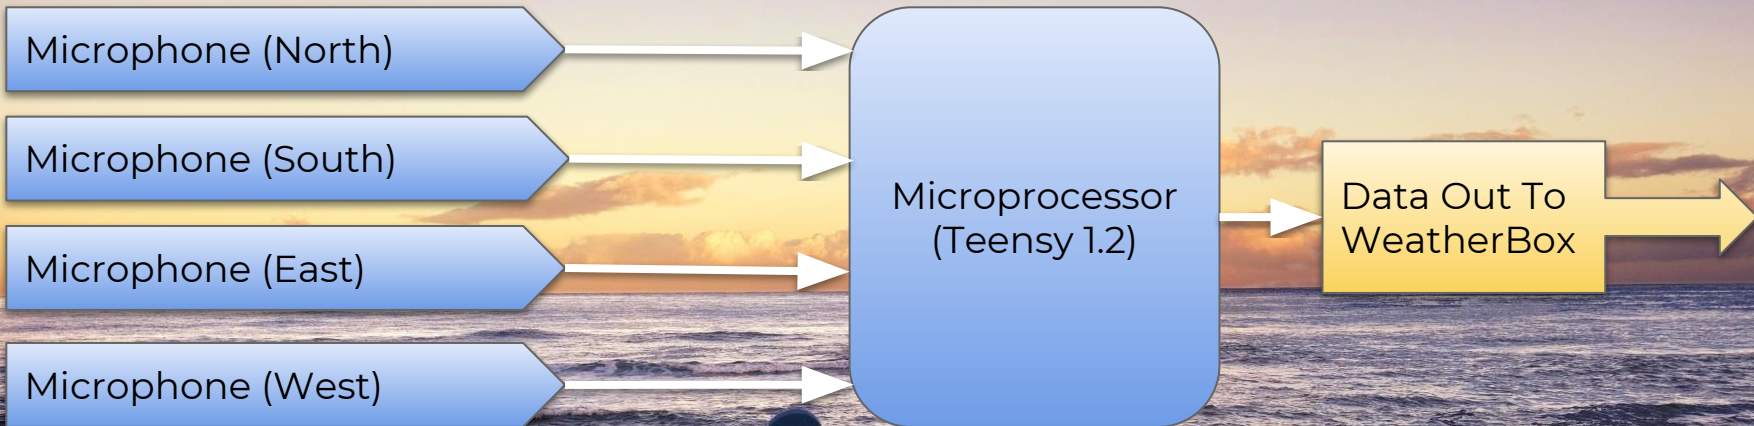 Microphone (North)
Microphone (South)
Microphone (East)
Microphone (West)
Microprocessor
(Teensy 1.2)
Data Out To
WeatherBox